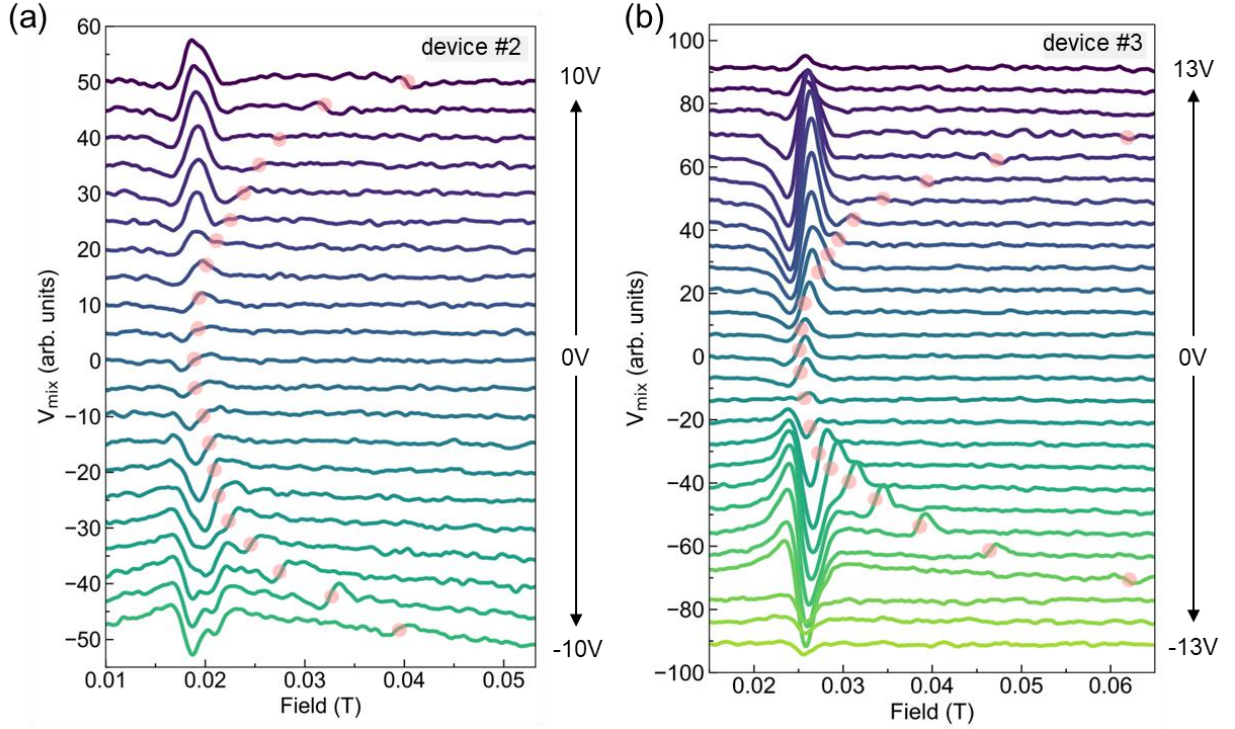 (a)
device #2
60
50
40
30
20
10
0
−10
−20
−30
−40
−50
V_mix (arb. units)
0.01 0.02 0.03 0.04 0.05
Field (T)
10V
0V
-10V
(b)
device #3
100
80
60
40
20
0
−20
−40
−60
−80
−100
V_mix (arb. units)
0.02 0.03 0.04 0.05 0.06
Field (T)
13V
0V
-13V